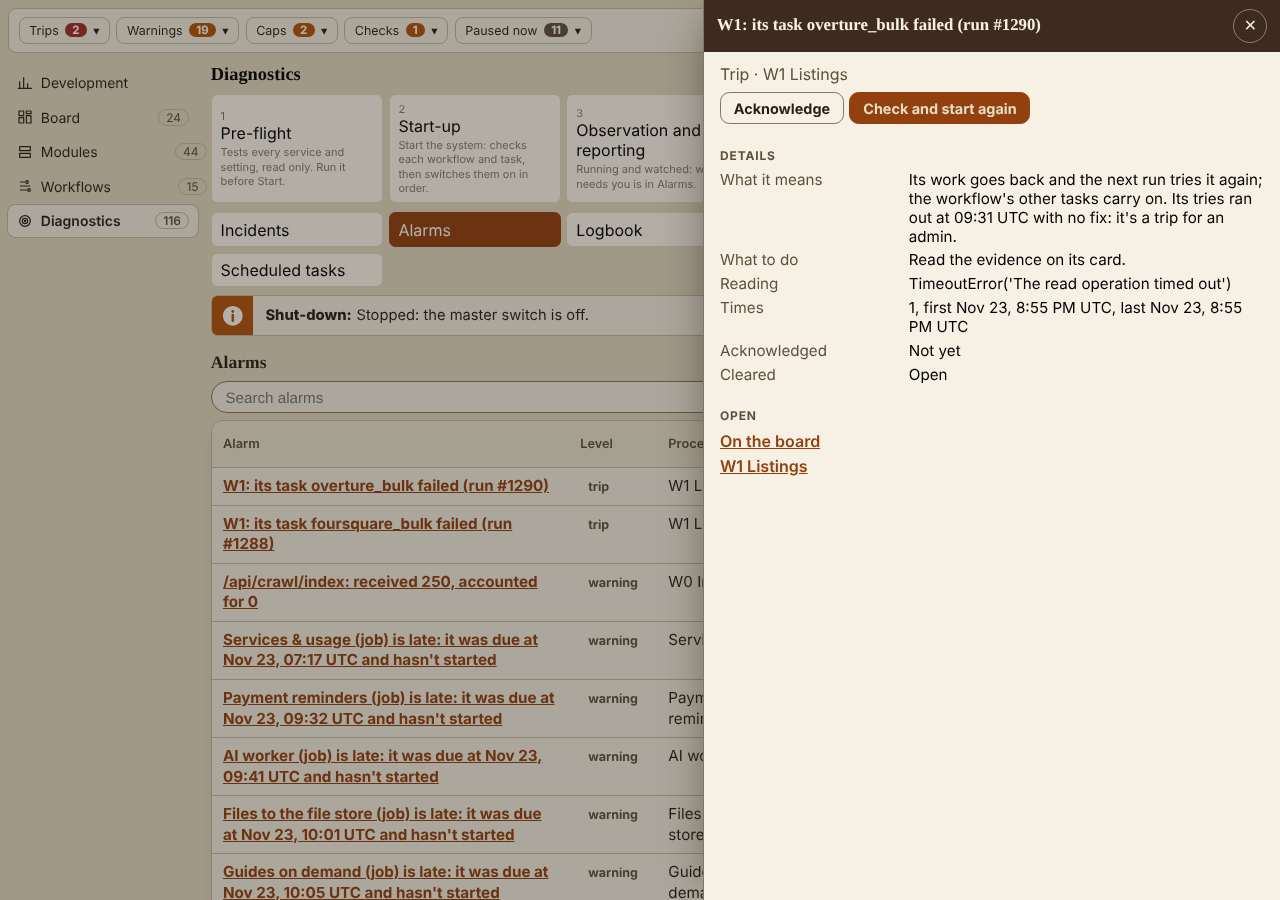 Trips 2 ▾
Warnings 19 ▾
Caps 2 ▾
Checks 1 ▾
Paused now 11 ▾
Development
Board 24
Modules 44
Workflows 15
Diagnostics 116
Diagnostics
1
Pre-flight
Tests every service and
setting, read only. Run it
before Start.
2
Start-up
Start the system: checks
each workflow and task,
then switches them on in
order.
3
Observation and
reporting
Running and watched: w
needs you is in Alarms.
Incidents
Alarms
Logbook
Scheduled tasks
Shut-down: Stopped: the master switch is off.
Alarms
Search alarms
Alarm Level Proce
W1: its task overture_bulk failed (run #1290) trip W1 L
W1: its task foursquare_bulk failed (run
#1288)
trip W1 L
/api/crawl/index: received 250, accounted
for 0
warning W0 I
Services & usage (job) is late: it was due at
Nov 23, 07:17 UTC and hasn't started
warning Servi
Payment reminders (job) is late: it was due at
Nov 23, 09:32 UTC and hasn't started
warning Paym
remin
AI worker (job) is late: it was due at Nov 23,
09:41 UTC and hasn't started
warning AI wo
Files to the file store (job) is late: it was due
at Nov 23, 10:01 UTC and hasn't started
warning Files
store
Guides on demand (job) is late: it was due at
Nov 23, 10:05 UTC and hasn't started
warning Guide
dema
W1: its task overture_bulk failed (run #1290)
✕
Trip · W1 Listings
Acknowledge
Check and start again
DETAILS
What it means
Its work goes back and the next run tries it again;
the workflow's other tasks carry on. Its tries ran
out at 09:31 UTC with no fix: it's a trip for an
admin.
What to do Read the evidence on its card.
Reading TimeoutError('The read operation timed out')
Times 1, first Nov 23, 8:55 PM UTC, last Nov 23, 8:55
PM UTC
Acknowledged Not yet
Cleared Open
OPEN
On the board
W1 Listings